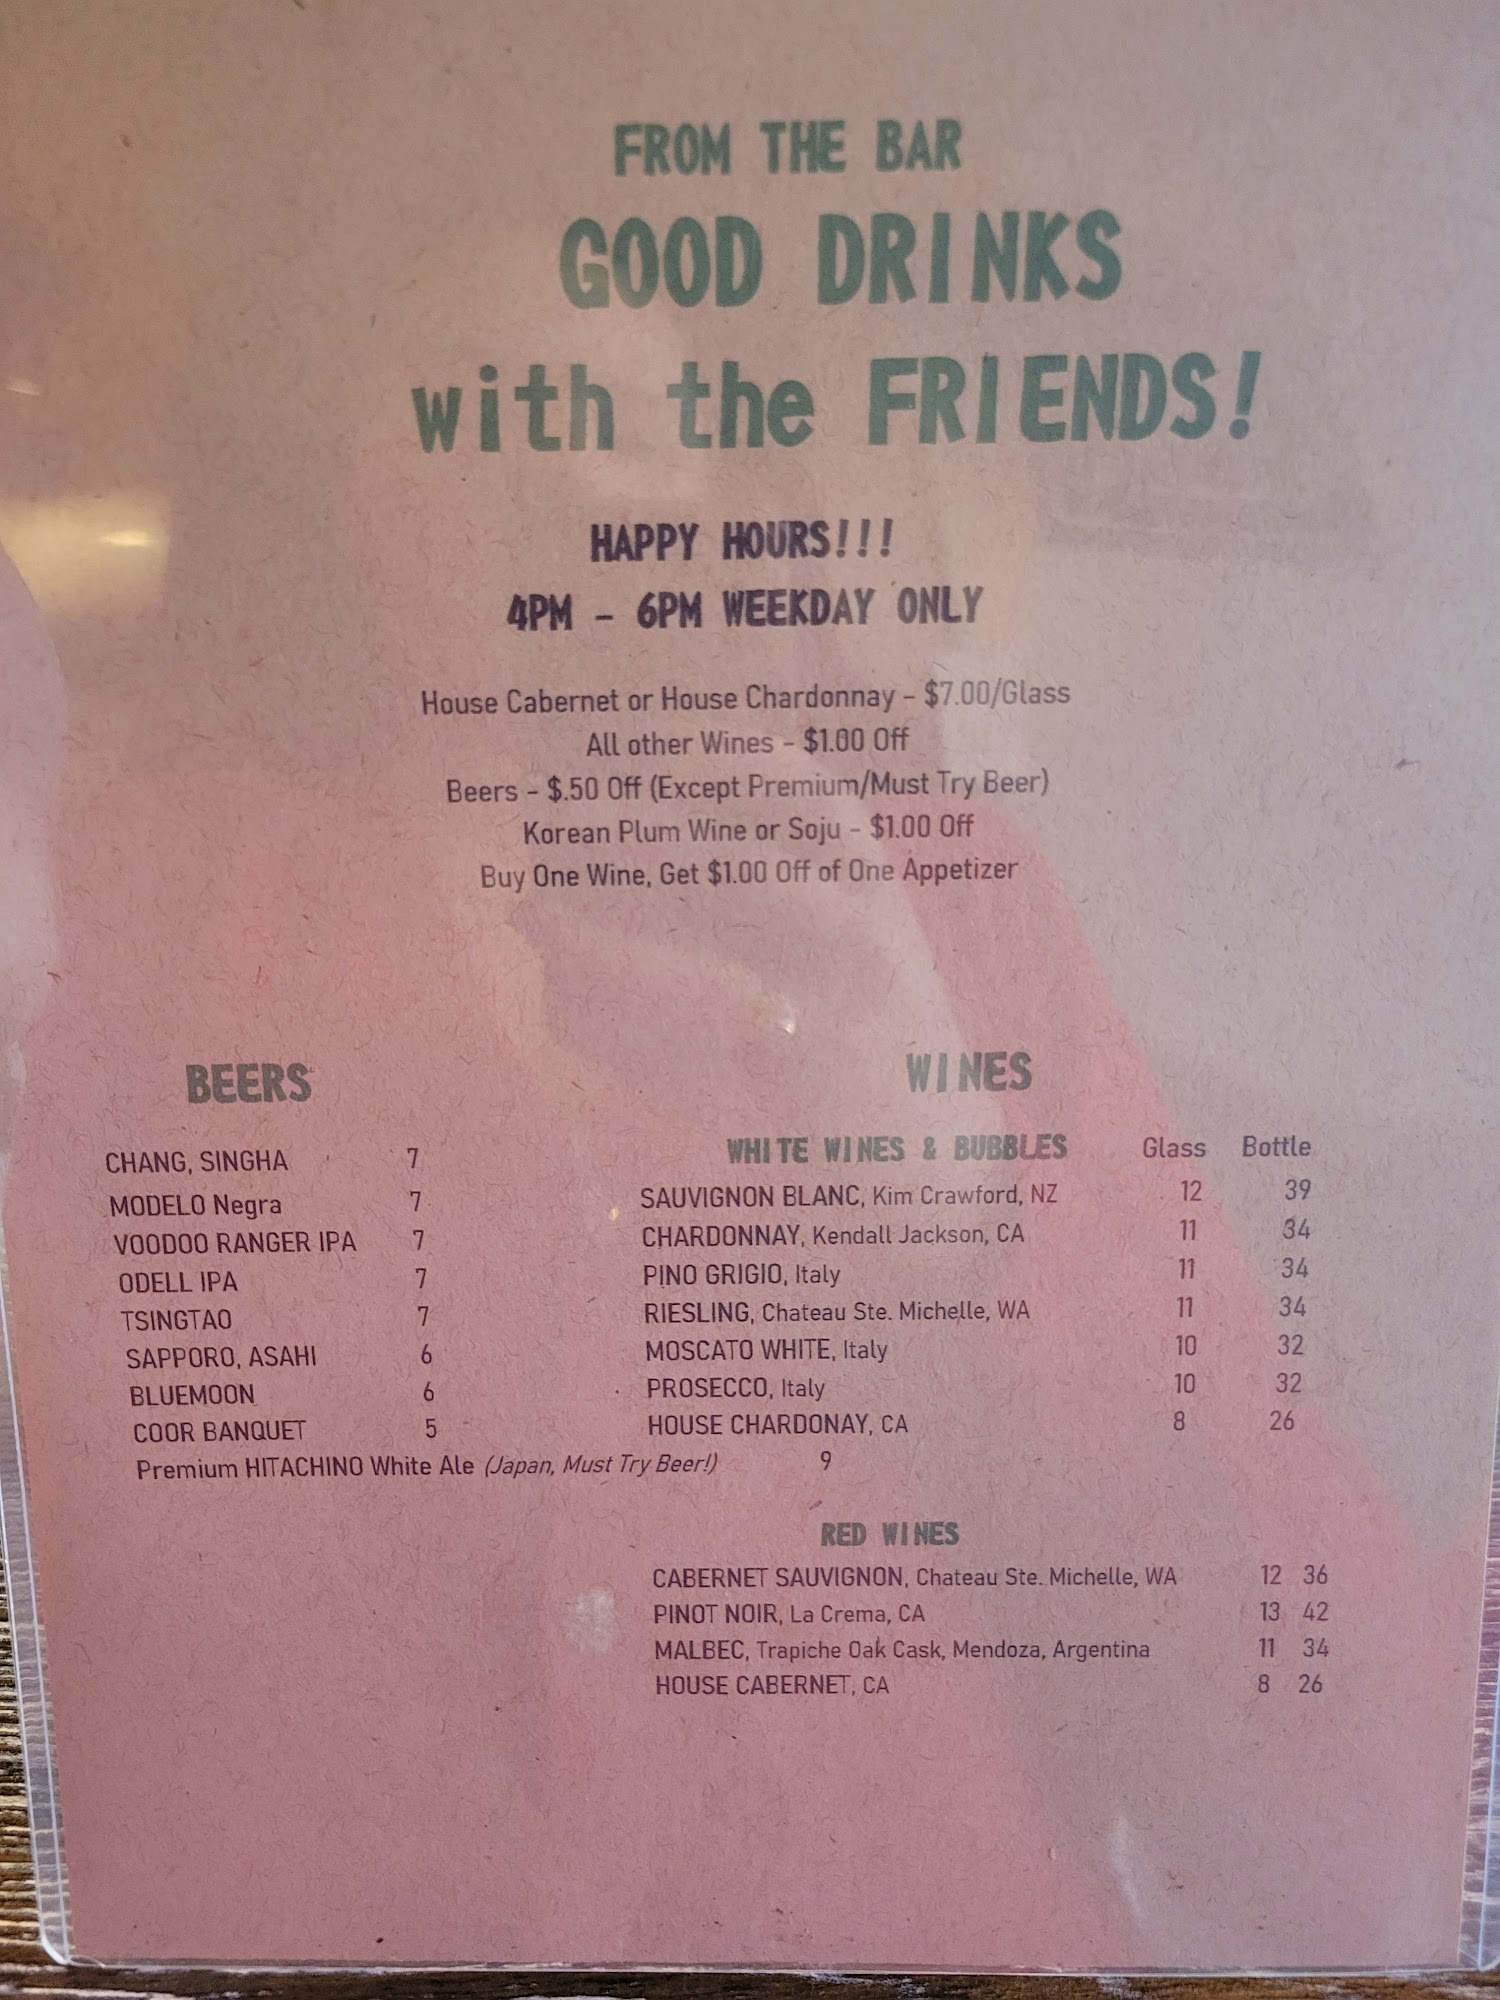 FROM THE BAR
GOOD DRINKS
with the FRIENDS!
HAPPY HOURS!!!
4PM - 6PM WEEKDAY ONLY
House Cabernet or House Chardonnay - $7.00/Glass
All other Wines - $1.00 Off
Beers - $.50 Off (Except Premium/Must Try Beer)
Korean Plum Wine or Soju - $1.00 Off
Buy One Wine, Get $1.00 Off of One Appetizer
BEERS
CHANG, SINGHA 7
MODELO Negra 7
VOODOO RANGER IPA 7
ODELL IPA 7
TSINGTAO 7
SAPPORO, ASAHI 6
BLUEMOON 6
COOR BANQUET 5
Premium HITACHINO White Ale (Japan, Must Try Beer!) 9
WINES
WHITE WINES & BUBBLES Glass Bottle
SAUVIGNON BLANC, Kim Crawford, NZ 12 39
CHARDONNAY, Kendall Jackson, CA 11 34
PINO GRIGIO, Italy 11 34
RIESLING, Chateau Ste. Michelle, WA 11 34
MOSCATO WHITE, Italy 10 32
PROSECCO, Italy 10 32
HOUSE CHARDONAY, CA 8 26
RED WINES
CABERNET SAUVIGNON, Chateau Ste. Michelle, WA 12 36
PINOT NOIR, La Crema, CA 13 42
MALBEC, Trapiche Oak Cask, Mendoza, Argentina 11 34
HOUSE CABERNET, CA 8 26